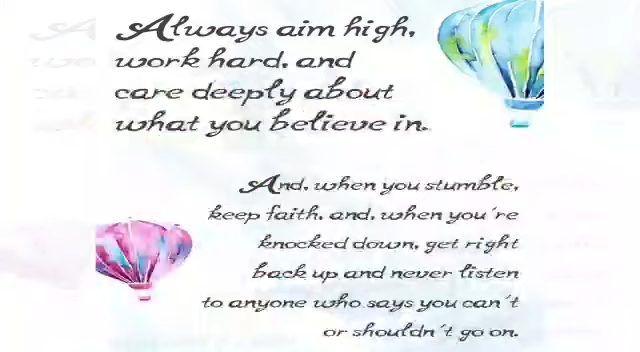 Always aim high,
work hard, and
care deeply about
what you believe in.
And, when you stumble,
keep faith, and, when you're
knocked down, get right
back up and never listen
to anyone who says you can't
or shouldn't go on.